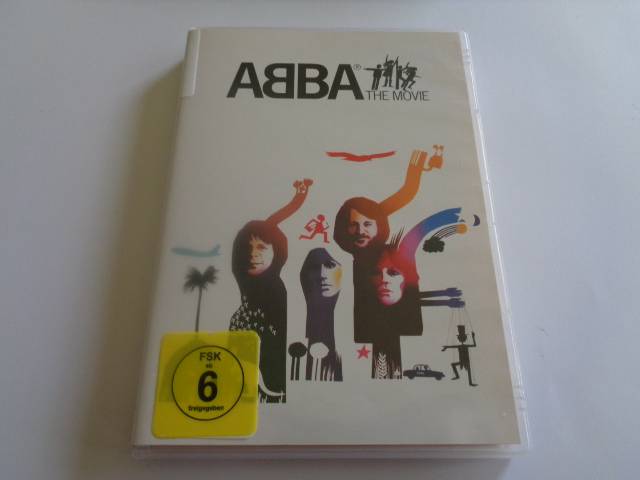 ABBA®
THE MOVIE
FSK
ab
6
freigegeben